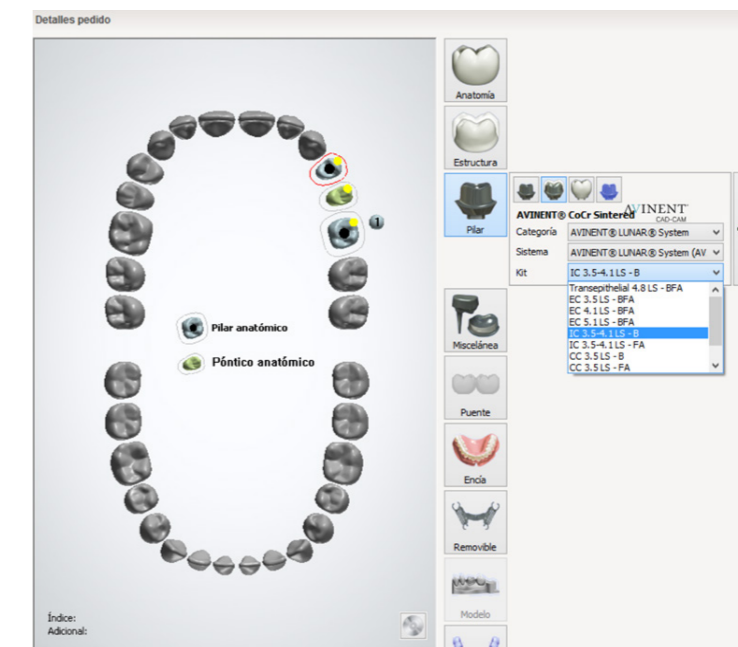 Detalles pedido
Anatomía
Estructura
Pilar
AVINENT®
CAD-CAM
AVINENT® CoCr Sintered
Categoría AVINENT® LUNAR® System
Sistema AVINENT® LUNAR® System (AV
Kit IC 3.5-4.1 LS - B
Transepithelial 4.8 LS - BFA
EC 3.5 LS - BFA
EC 4.1 LS - BFA
EC 5.1 LS - BFA
IC 3.5-4.1 LS - B
IC 3.5-4.1 LS - FA
CC 3.5 LS - B
CC 3.5 LS - FA
1
Pilar anatómico
Póntico anatómico
Miscelánea
Puente
Encía
Removible
Modelo
Índice:
Adicional: